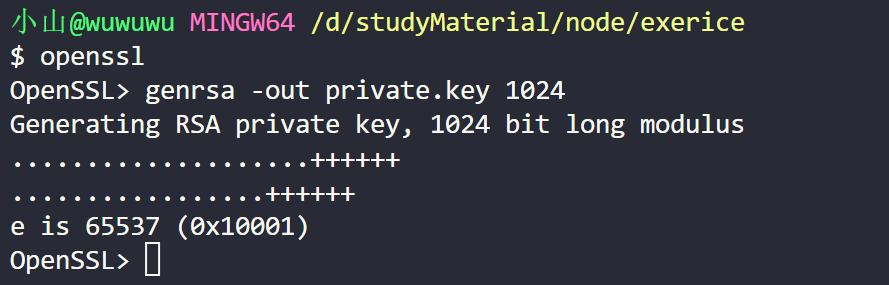 小山@wuwuwu MINGW64 /d/studyMaterial/node/exerice
$ openssl
OpenSSL> genrsa -out private.key 1024
Generating RSA private key, 1024 bit long modulus
....................++++++
.................++++++
e is 65537 (0x10001)
OpenSSL>